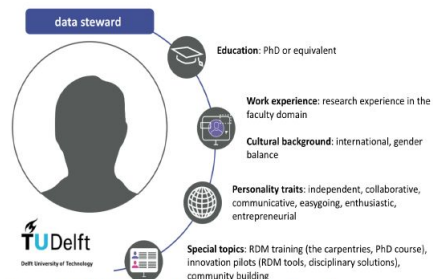 data steward
Education: PhD or equivalent
Work experience: research experience in the
faculty domain
Cultural background: international, gender
balance
Personality traits: independent, collaborative,
communicative, easygoing, enthusiastic,
entrepreneurial
TUDelft
Delft University of Technology
Special topics: RDM training (the carpentries, PhD course),
innovation pilots (RDM tools, disciplinary solutions),
community building